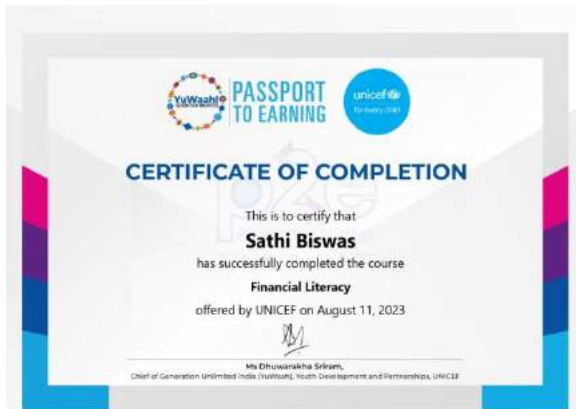 YuWaah!
PASSPORT
TO EARNING
unicef
for every child
CERTIFICATE OF COMPLETION
p2e
This is to certify that
Sathi Biswas
has successfully completed the course
Financial Literacy
offered by UNICEF on August 11, 2023
Ms Dhuwarakha Sriram,
Chief of Generation Unlimited India (YuWaah), Youth Development and Partnerships, UNICEF